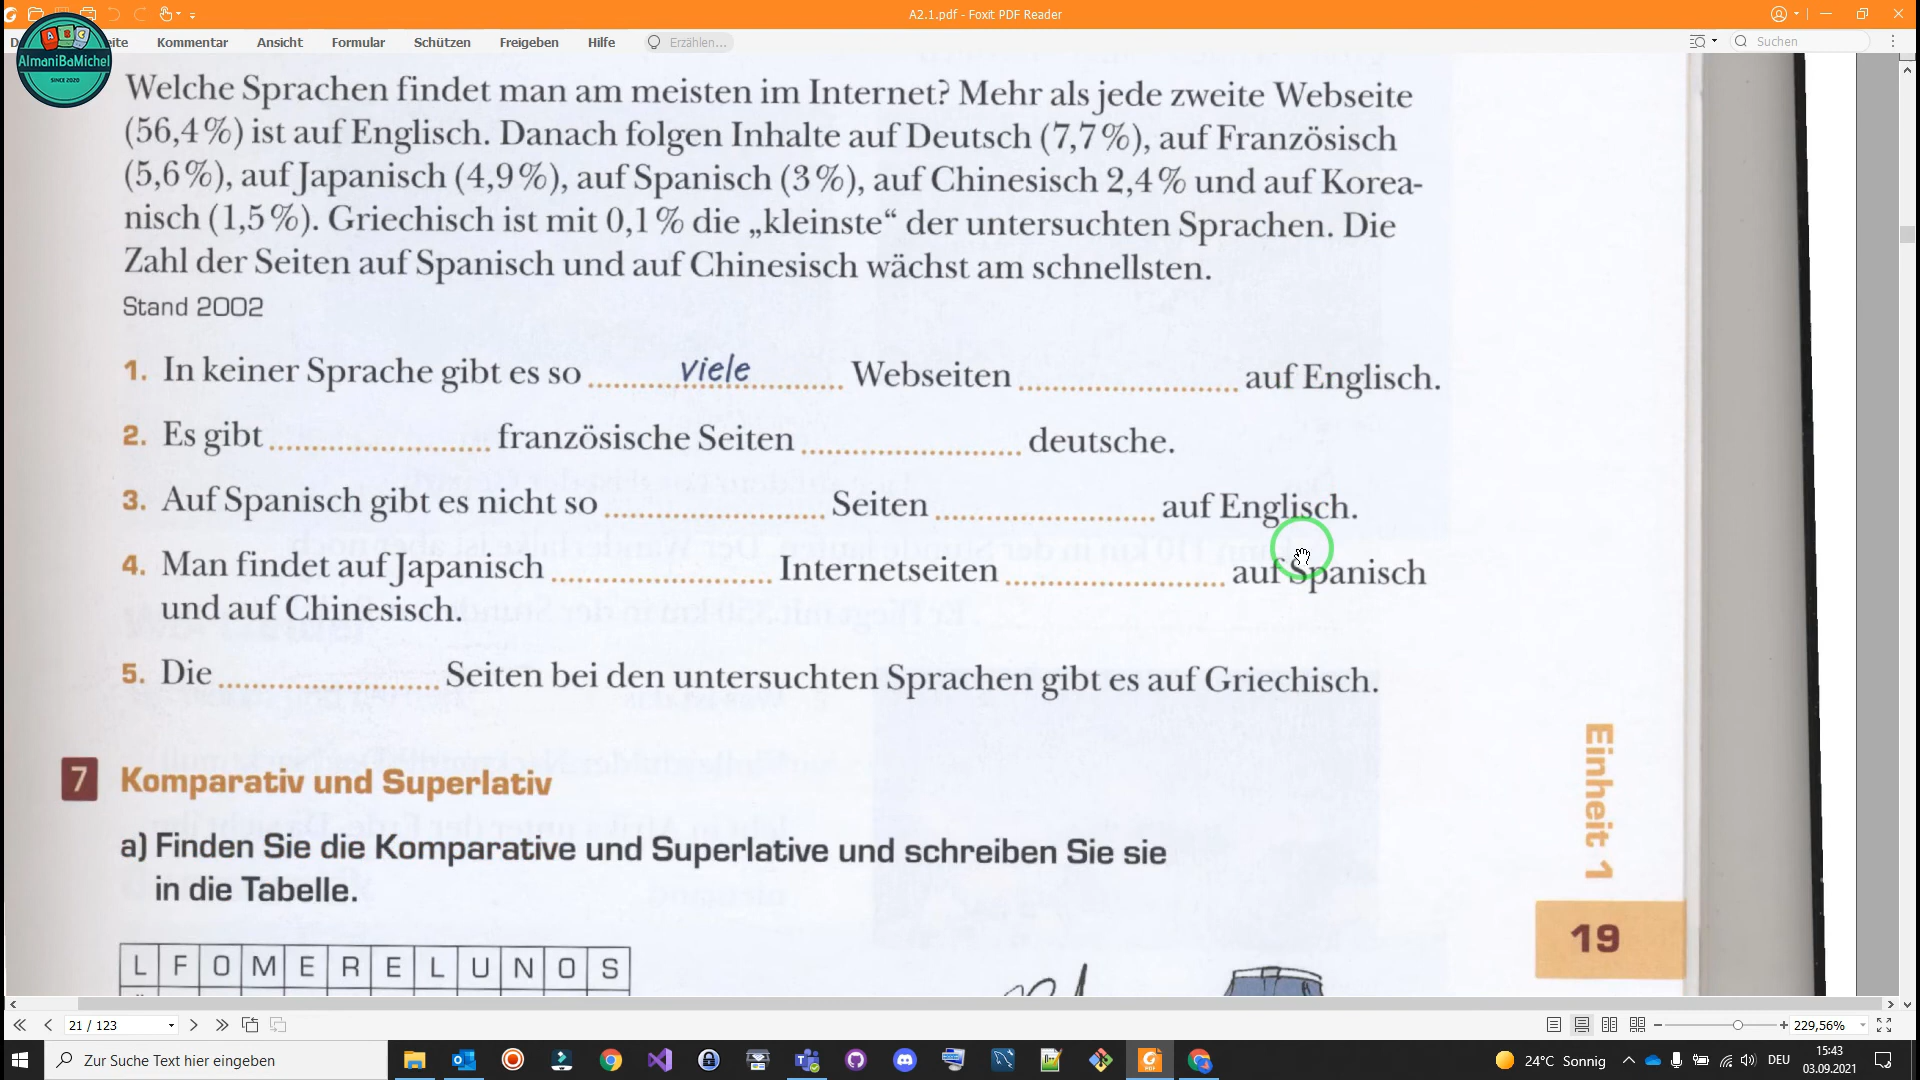 A2.1.pdf - Foxit PDF Reader
Kommentar Ansicht Formular Schützen Freigeben Hilfe Erzählen... Suchen
ABC
AlmaniBaMichel
SINCE 2020
Welche Sprachen findet man am meisten im Internet? Mehr als jede zweite Webseite
(56,4%) ist auf Englisch. Danach folgen Inhalte auf Deutsch (7,7%), auf Französisch
(5,6%), auf Japanisch (4,9%), auf Spanisch (3%), auf Chinesisch 2,4% und auf Korea-
nisch (1,5%). Griechisch ist mit 0,1% die „kleinste“ der untersuchten Sprachen. Die
Zahl der Seiten auf Spanisch und auf Chinesisch wächst am schnellsten.
Stand 2002
1. In keiner Sprache gibt es so viele Webseiten auf Englisch.
2. Es gibt französische Seiten deutsche.
3. Auf Spanisch gibt es nicht so Seiten auf Englisch.
4. Man findet auf Japanisch Internetseiten auf Spanisch
und auf Chinesisch.
5. Die Seiten bei den untersuchten Sprachen gibt es auf Griechisch.
7 Komparativ und Superlativ
a) Finden Sie die Komparative und Superlative und schreiben Sie sie
in die Tabelle.
L F O M E R E L U N O S
Einheit 1
19
21 / 123
229,56%
Zur Suche Text hier eingeben
24°C Sonnig
DEU
15:43
03.09.2021